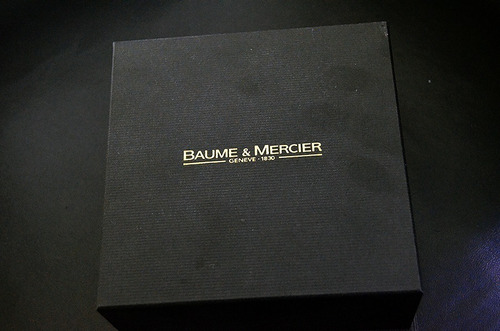 BAUME & MERCIER
GENEVE - 1830